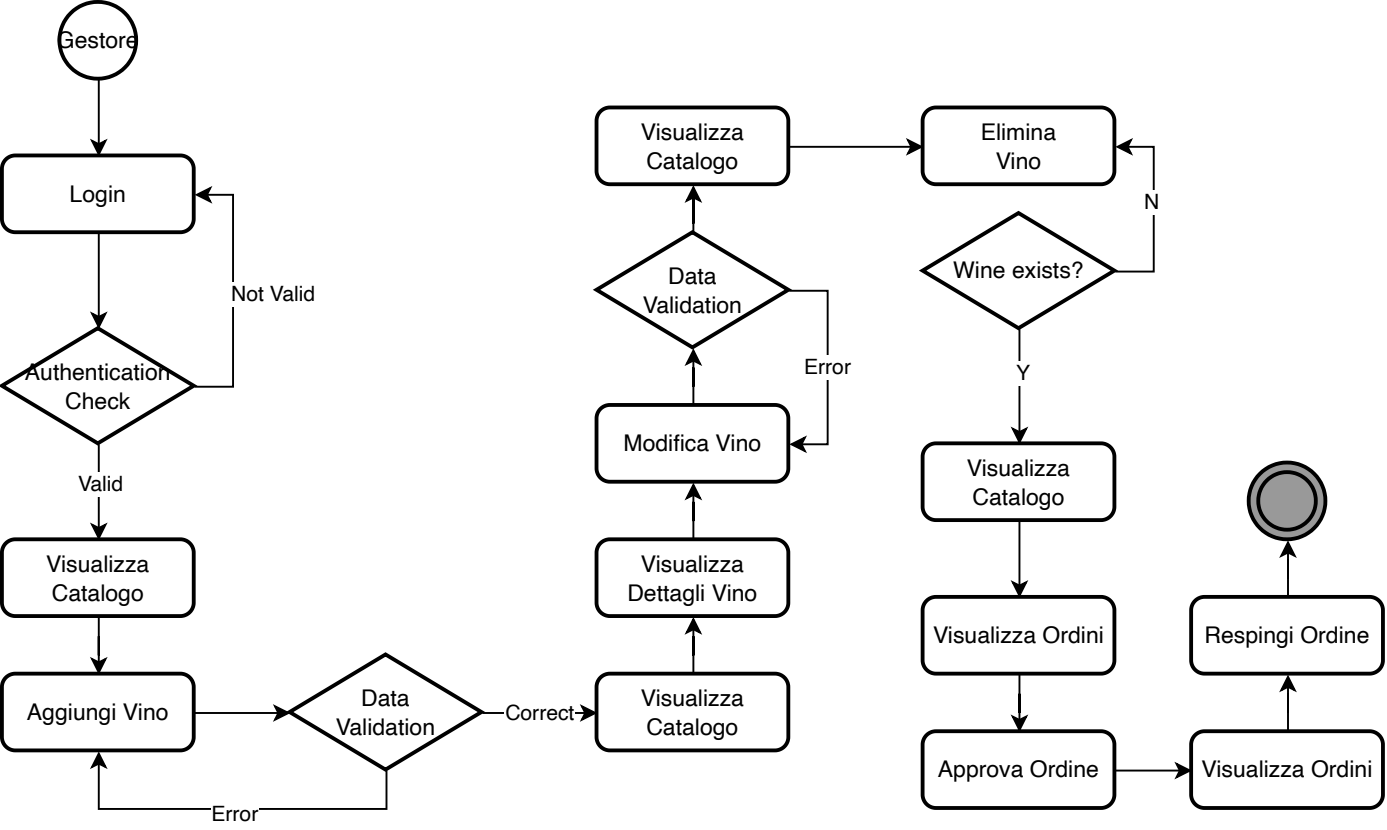 Gestore
Login
Not Valid
Authentication
Check
Valid
Visualizza
Catalogo
Aggiungi Vino
Data
Validation
Error
Correct
Visualizza
Catalogo
Visualizza
Dettagli Vino
Modifica Vino
Error
Data
Validation
Visualizza
Catalogo
Elimina
Vino
N
Wine exists?
Y
Visualizza
Catalogo
Visualizza Ordini
Approva Ordine
Visualizza Ordini
Respingi Ordine